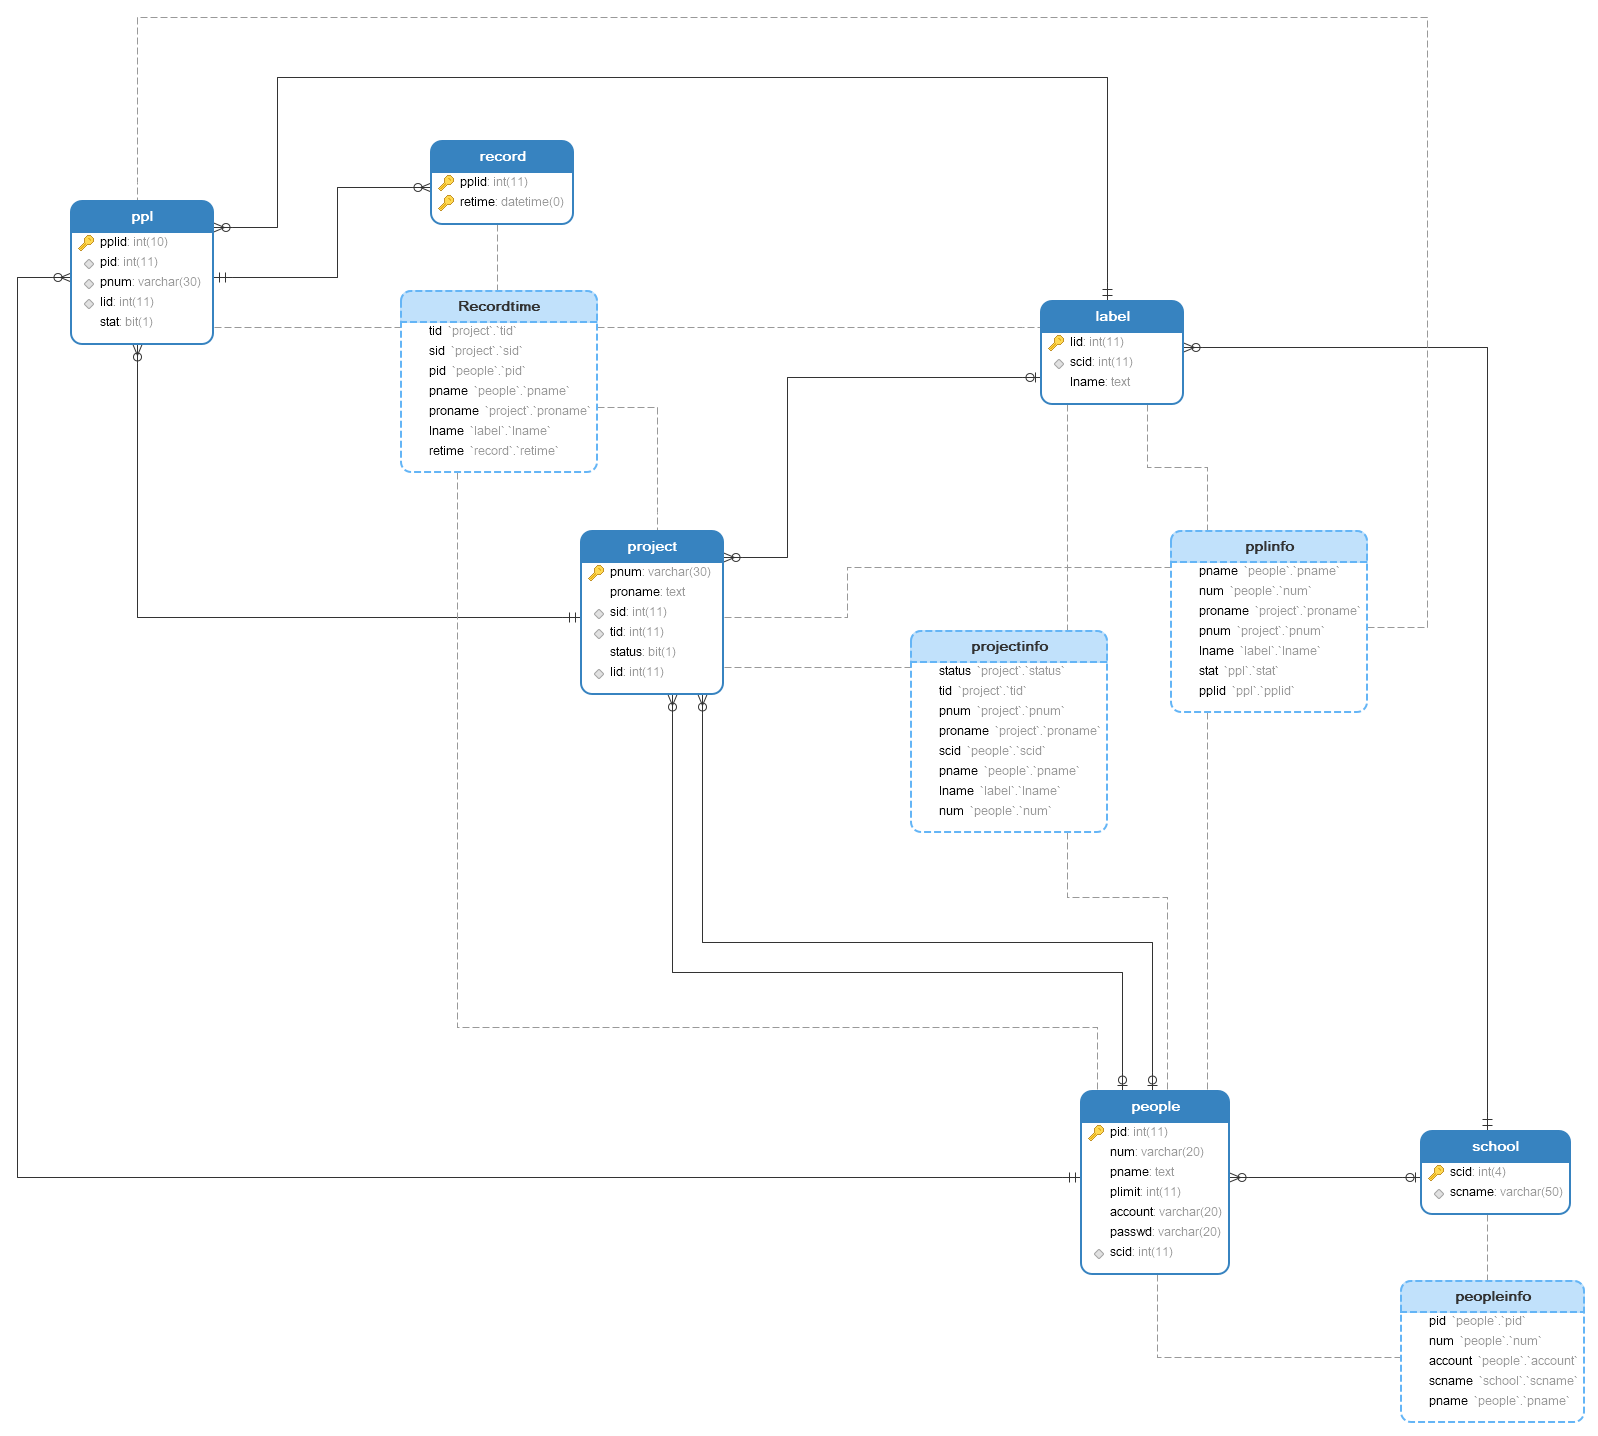 record
pplid: int(11)
retime: datetime(0)
ppl
pplid: int(10)
pid: int(11)
pnum: varchar(30)
lid: int(11)
stat: bit(1)
Recordtime
tid `project`.`tid`
sid `project`.`sid`
pid `people`.`pid`
pname `people`.`pname`
proname `project`.`proname`
lname `label`.`lname`
retime `record`.`retime`
label
lid: int(11)
scid: int(11)
lname: text
project
pnum: varchar(30)
proname: text
sid: int(11)
tid: int(11)
status: bit(1)
lid: int(11)
pplinfo
pname `people`.`pname`
num `people`.`num`
proname `project`.`proname`
pnum `project`.`pnum`
lname `label`.`lname`
stat `ppl`.`stat`
pplid `ppl`.`pplid`
projectinfo
status `project`.`status`
tid `project`.`tid`
pnum `project`.`pnum`
proname `project`.`proname`
scid `people`.`scid`
pname `people`.`pname`
lname `label`.`lname`
num `people`.`num`
people
pid: int(11)
num: varchar(20)
pname: text
plimit: int(11)
account: varchar(20)
passwd: varchar(20)
scid: int(11)
school
scid: int(4)
scname: varchar(50)
peopleinfo
pid `people`.`pid`
num `people`.`num`
account `people`.`account`
scname `school`.`scname`
pname `people`.`pname`